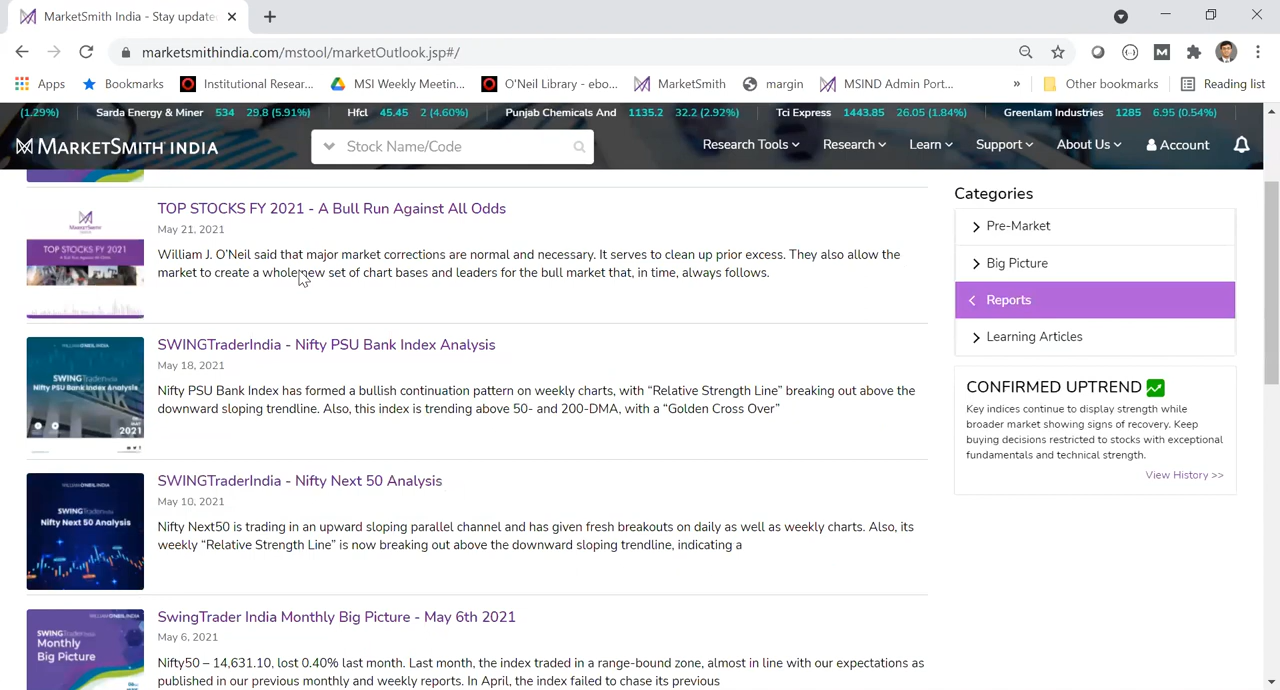 MarketSmith India - Stay update
marketsmithindia.com/mstool/marketOutlook.jsp#/
Apps Bookmarks Institutional Resear... MSI Weekly Meetin... O'Neil Library - ebo... MarketSmith margin MSIND Admin Port... » Other bookmarks Reading list
(1.29%) Sarda Energy & Miner 534 29.8 (5.91%) Hfcl 45.45 2 (4.60%) Punjab Chemicals And 1135.2 32.2 (2.92%) Tci Express 1443.85 26.05 (1.84%) Greenlam Industries 1285 6.95 (0.54%)
MARKETSMITH INDIA Stock Name/Code Research Tools Research Learn Support About Us Account
TOP STOCKS FY 2021 - A Bull Run Against All Odds
May 21, 2021
William J. O'Neil said that major market corrections are normal and necessary. It serves to clean up prior excess. They also allow the
market to create a whole new set of chart bases and leaders for the bull market that, in time, always follows.
TOP STOCKS FY 2021
SWINGTraderIndia - Nifty PSU Bank Index Analysis
May 18, 2021
Nifty PSU Bank Index has formed a bullish continuation pattern on weekly charts, with "Relative Strength Line" breaking out above the
downward sloping trendline. Also, this index is trending above 50- and 200-DMA, with a "Golden Cross Over"
SWINGTraderIndia
Nifty PSU Bank Index Analysis
2021
SWINGTraderIndia - Nifty Next 50 Analysis
May 10, 2021
Nifty Next50 is trading in an upward sloping parallel channel and has given fresh breakouts on daily as well as weekly charts. Also, its
weekly "Relative Strength Line" is now breaking out above the downward sloping trendline, indicating a
WILLIAM O'NEIL INDIA
SWINGTraderIndia
Nifty Next 50 Analysis
SwingTrader India Monthly Big Picture - May 6th 2021
May 6, 2021
Nifty50 – 14,631.10, lost 0.40% last month. Last month, the index traded in a range-bound zone, almost in line with our expectations as
published in our previous monthly and weekly reports. In April, the index failed to chase its previous
WILLIAM O'NEIL INDIA
SWINGTraderIndia
Monthly
Big Picture
Categories
Pre-Market
Big Picture
Reports
Learning Articles
CONFIRMED UPTREND
Key indices continue to display strength while
broader market showing signs of recovery. Keep
buying decisions restricted to stocks with exceptional
fundamentals and technical strength.
View History >>